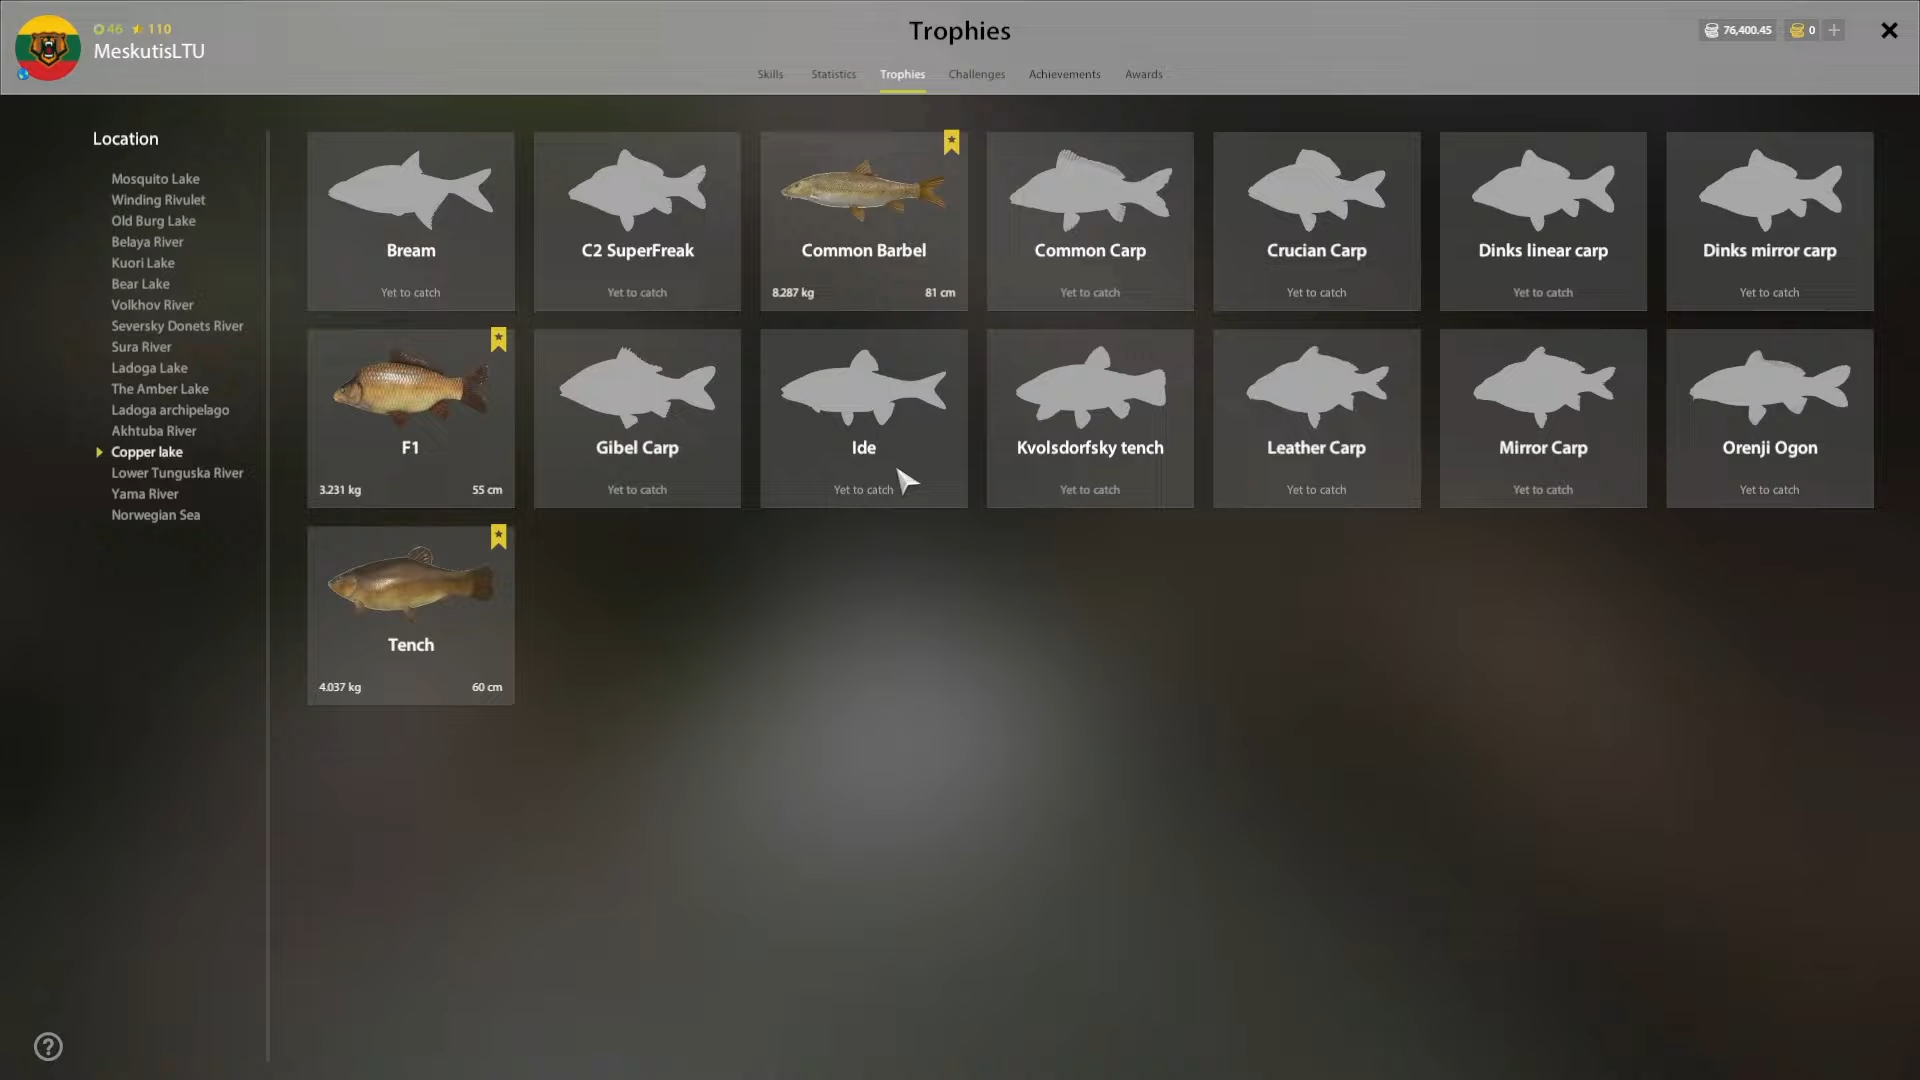 46 110
MeskutisLTU
Trophies
76,400.45
0
Skills
Statistics
Trophies
Challenges
Achievements
Awards
Location
Mosquito Lake
Winding Rivulet
Old Burg Lake
Belaya River
Kuori Lake
Bear Lake
Volkhov River
Seversky Donets River
Sura River
Ladoga Lake
The Amber Lake
Ladoga archipelago
Akhtuba River
Copper lake
Lower Tunguska River
Yama River
Norwegian Sea
Bream
Yet to catch
C2 SuperFreak
Yet to catch
Common Barbel
8.287 kg 81 cm
Common Carp
Yet to catch
Crucian Carp
Yet to catch
Dinks linear carp
Yet to catch
Dinks mirror carp
Yet to catch
F1
3.231 kg 55 cm
Gibel Carp
Yet to catch
Ide
Yet to catch
Kvolsdorfsky tench
Yet to catch
Leather Carp
Yet to catch
Mirror Carp
Yet to catch
Orenji Ogon
Yet to catch
Tench
4.037 kg 60 cm
?